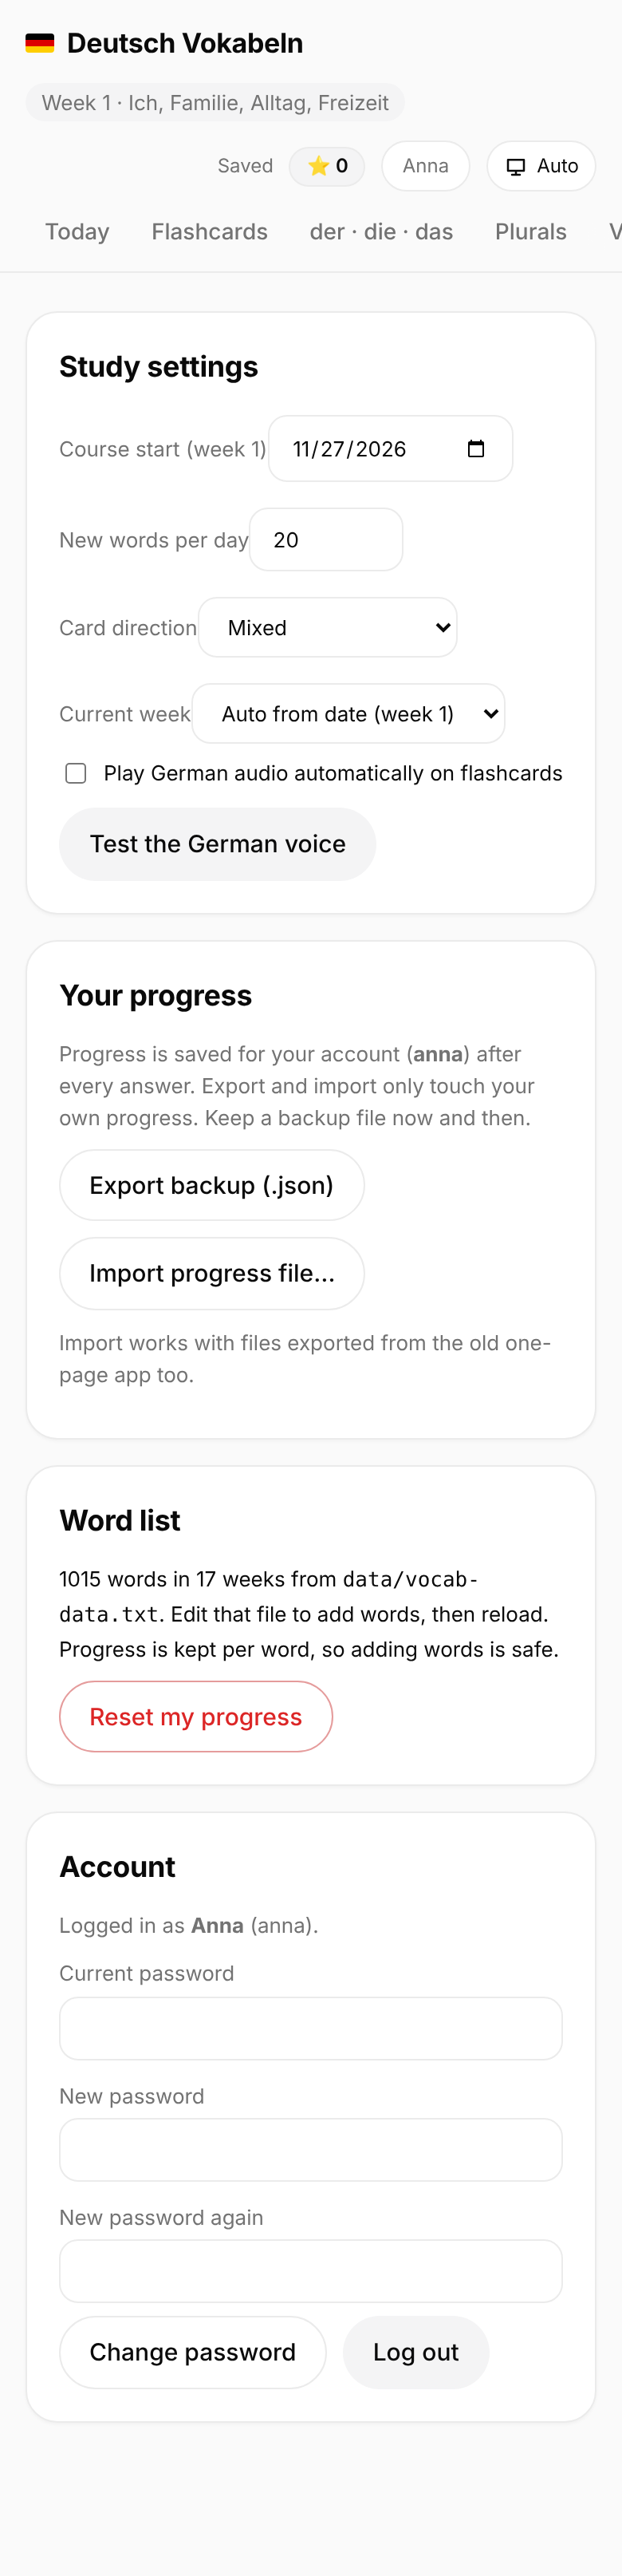 Deutsch Vokabeln
Week 1 · Ich, Familie, Alltag, Freizeit
Saved ⭐ 0 Anna Auto
Today Flashcards der · die · das Plurals V
Study settings
Course start (week 1) 11/27/2026
New words per day 20
Card direction Mixed
Current week Auto from date (week 1)
Play German audio automatically on flashcards
Test the German voice
Your progress
Progress is saved for your account (anna) after
every answer. Export and import only touch your
own progress. Keep a backup file now and then.
Export backup (.json)
Import progress file...
Import works with files exported from the old one-
page app too.
Word list
1015 words in 17 weeks from data/vocab-
data.txt. Edit that file to add words, then reload.
Progress is kept per word, so adding words is safe.
Reset my progress
Account
Logged in as Anna (anna).
Current password
New password
New password again
Change password Log out